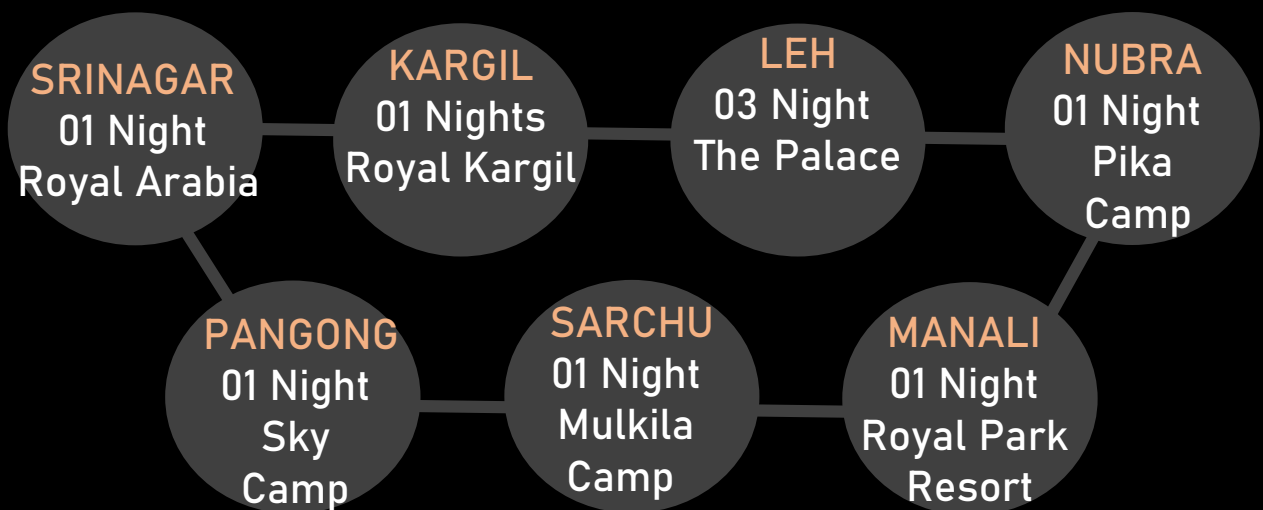 SRINAGAR
01 Night
Royal Arabia
KARGIL
01 Nights
Royal Kargil
LEH
03 Night
The Palace
NUBRA
01 Night
Pika
Camp
PANGONG
01 Night
Sky
Camp
SARCHU
01 Night
Mulkila
Camp
MANALI
01 Night
Royal Park
Resort